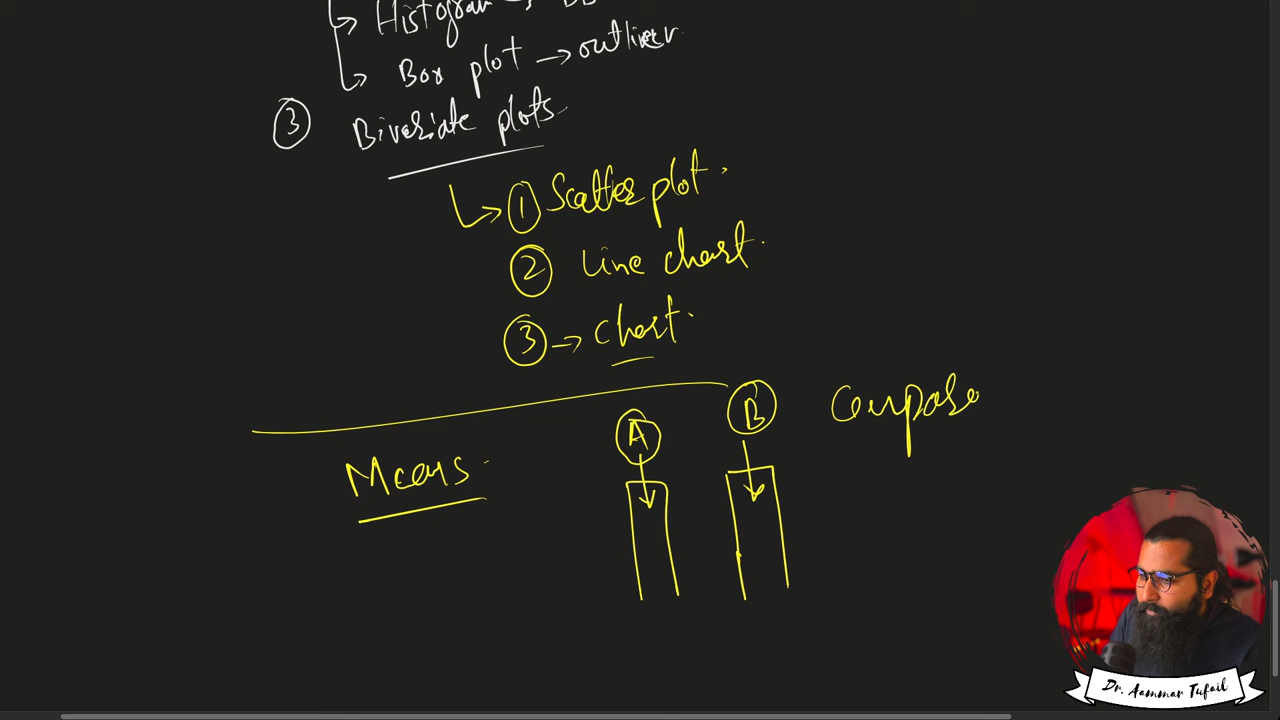 ↳ Histogram →
↳ Box plot → outlier
③ Bivariate plots
↳ ① Scatter plot.
② Line chart.
③ → Chart.
A B Compare
Means.
Dr. Aammar Tufail